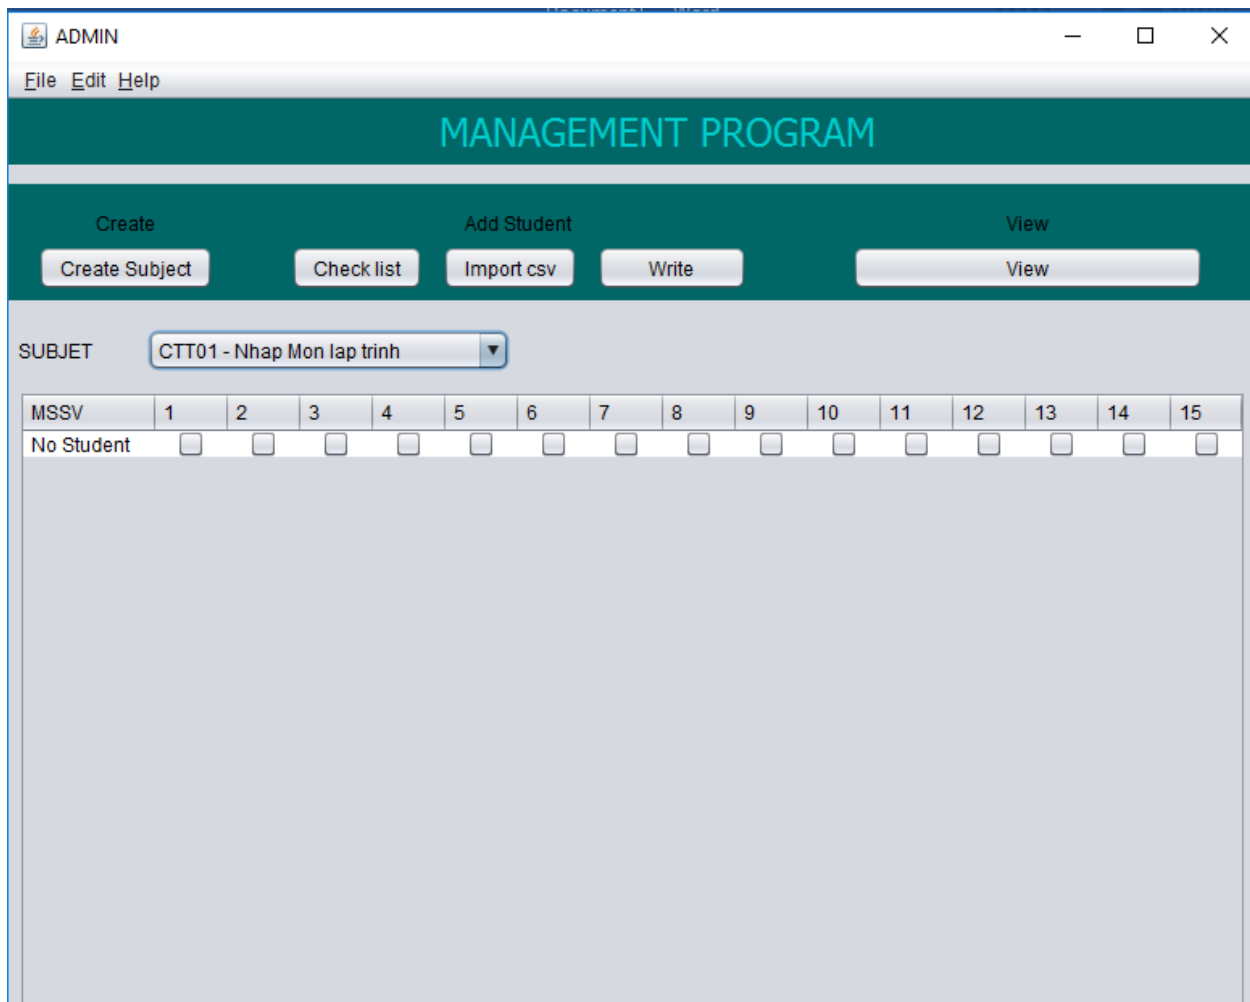 ADMIN
File Edit Help
MANAGEMENT PROGRAM
Create Add Student View
Create Subject Check list Import csv Write View
SUBJET CTT01 - Nhap Mon lap trinh
MSSV 1 2 3 4 5 6 7 8 9 10 11 12 13 14 15
No Student